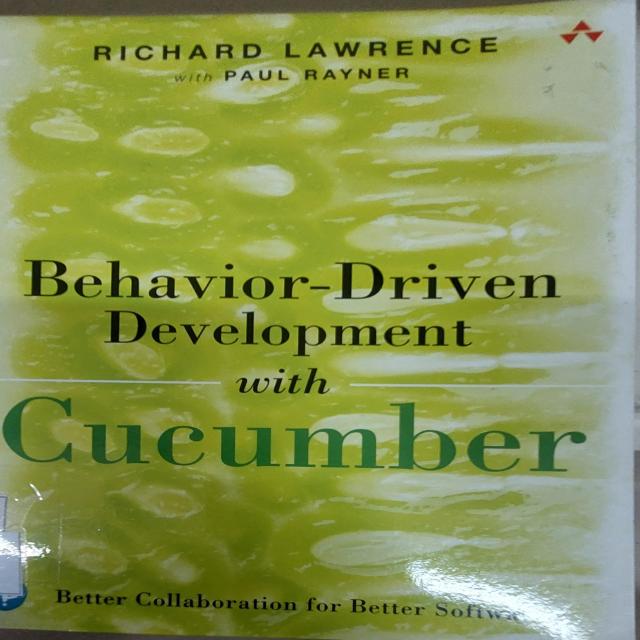 RICHARD LAWRENCE
with PAUL RAYNER
Behavior-Driven
Development
with
Cucumber
Better Collaboration for Better